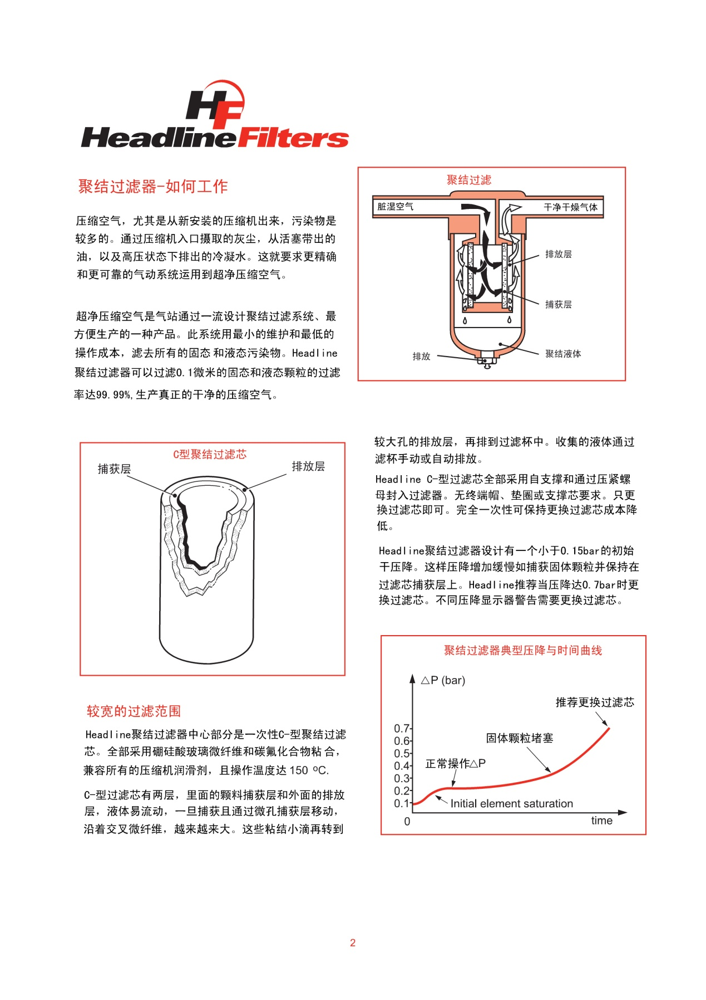 HF
Headline Filters
聚结过滤器-如何工作
压缩空气，尤其是从新安装的压缩机出来，污染物是
较多的。通过压缩机入口摄取的灰尘，从活塞带出的
油，以及高压状态下排出的冷凝水。这就要求更精确
和更可靠的气动系统运用到超净压缩空气。
超净压缩空气是气站通过一流设计聚结过滤系统、最
方便生产的一种产品。此系统用最小的维护和最低的
操作成本，滤去所有的固态和液态污染物。Headline
聚结过滤器可以过滤0.1微米的固态和液态颗粒的过滤
率达99.99%,生产真正的干净的压缩空气。
聚结过滤
脏湿空气
干净干燥气体
排放层
捕获层
聚结液体
排放
C型聚结过滤芯
捕获层
排放层
较宽的过滤范围
Headline聚结过滤器中心部分是一次性C-型聚结过滤
芯。全部采用硼硅酸玻璃微纤维和碳氟化合物粘合，
兼容所有的压缩机润滑剂，且操作温度达 150 ºC.
C-型过滤芯有两层，里面的颗料捕获层和外面的排放
层，液体易流动，一旦捕获且通过微孔捕获层移动，
沿着交叉微纤维，越来越来大。这些粘结小滴再转到
较大孔的排放层，再排到过滤杯中。收集的液体通过
滤杯手动或自动排放。
Headline C-型过滤芯全部采用自支撑和通过压紧螺
母封入过滤器。无终端帽、垫圈或支撑芯要求。只更
换过滤芯即可。完全一次性可保持更换过滤芯成本降
低。
Headline聚结过滤器设计有一个小于0.15bar的初始
干压降。这样压降增加缓慢如捕获固体颗粒并保持在
过滤芯捕获层上。Headline推荐当压降达0.7bar时更
换过滤芯。不同压降显示器警告需要更换过滤芯。
聚结过滤器典型压降与时间曲线
△P (bar)
推荐更换过滤芯
固体颗粒堵塞
正常操作△P
Initial element saturation
0.7
0.6
0.5
0.4
0.3
0.2
0.1
0
time
2